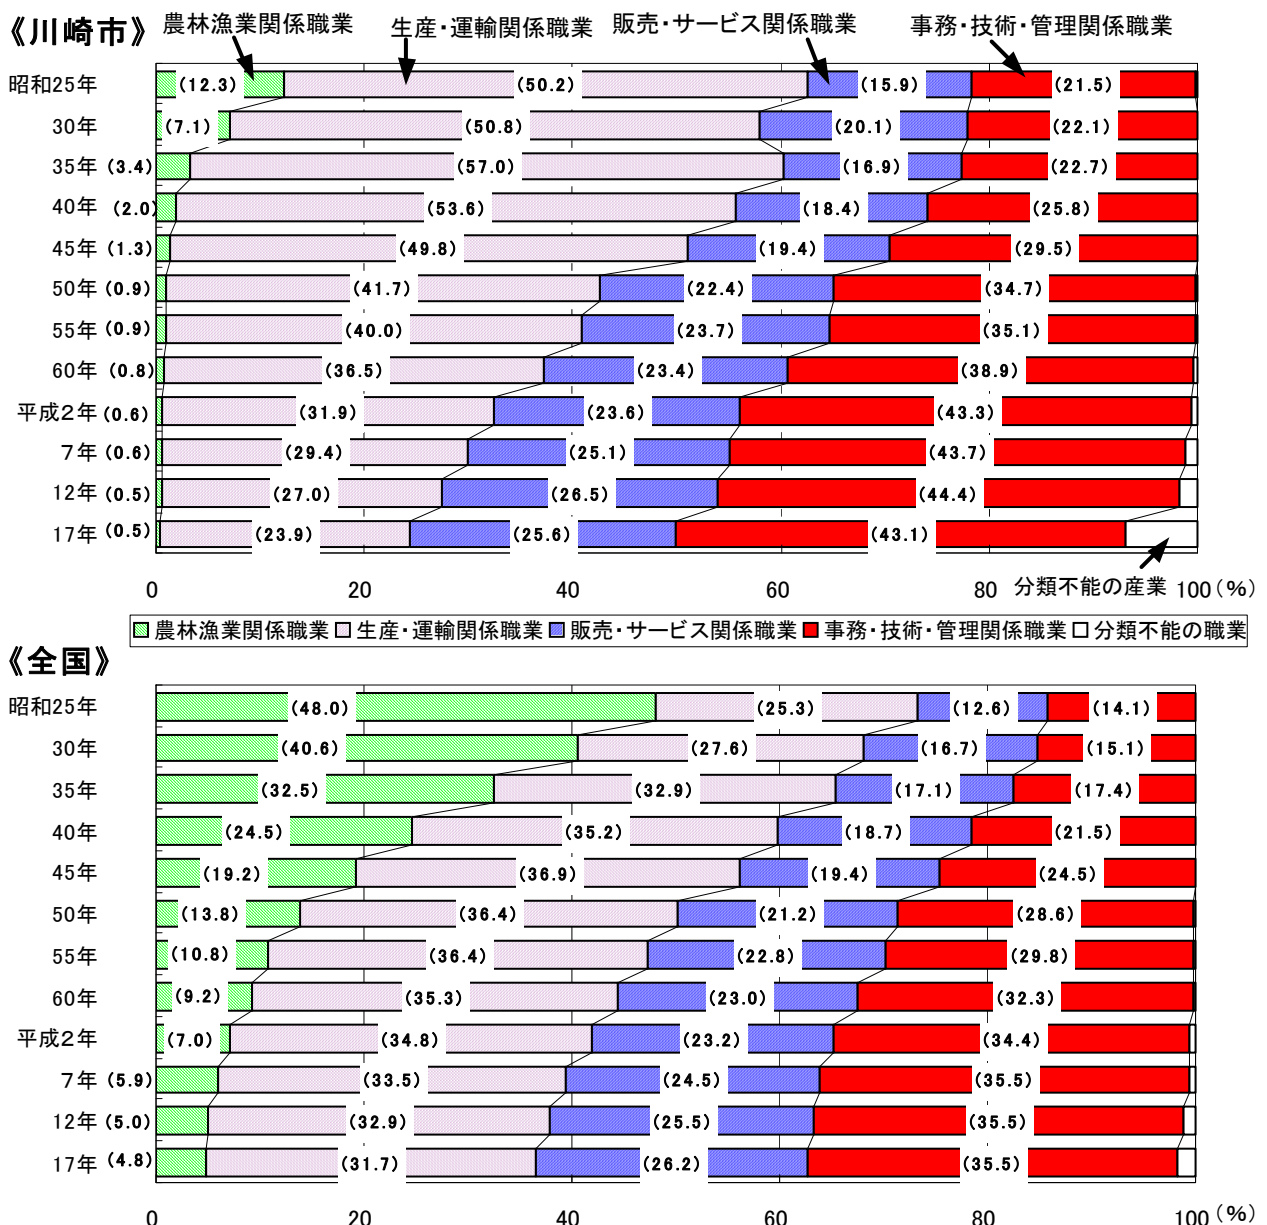 《川崎市》 農林漁業関係職業 生産・運輸関係職業 販売・サービス関係職業 事務・技術・管理関係職業
昭和25年 (12.3) (50.2) (15.9) (21.5)
30年 (7.1) (50.8) (20.1) (22.1)
35年 (3.4) (57.0) (16.9) (22.7)
40年 (2.0) (53.6) (18.4) (25.8)
45年 (1.3) (49.8) (19.4) (29.5)
50年 (0.9) (41.7) (22.4) (34.7)
55年 (0.9) (40.0) (23.7) (35.1)
60年 (0.8) (36.5) (23.4) (38.9)
平成2年 (0.6) (31.9) (23.6) (43.3)
7年 (0.6) (29.4) (25.1) (43.7)
12年 (0.5) (27.0) (26.5) (44.4)
17年 (0.5) (23.9) (25.6) (43.1)
分類不能の産業
0 20 40 60 80 100 (%)
農林漁業関係職業 生産・運輸関係職業 販売・サービス関係職業 事務・技術・管理関係職業 分類不能の職業
《全国》
昭和25年 (48.0) (25.3) (12.6) (14.1)
30年 (40.6) (27.6) (16.7) (15.1)
35年 (32.5) (32.9) (17.1) (17.4)
40年 (24.5) (35.2) (18.7) (21.5)
45年 (19.2) (36.9) (19.4) (24.5)
50年 (13.8) (36.4) (21.2) (28.6)
55年 (10.8) (36.4) (22.8) (29.8)
60年 (9.2) (35.3) (23.0) (32.3)
平成2年 (7.0) (34.8) (23.2) (34.4)
7年 (5.9) (33.5) (24.5) (35.5)
12年 (5.0) (32.9) (25.5) (35.5)
17年 (4.8) (31.7) (26.2) (35.5)
0 20 40 60 80 100 (%)